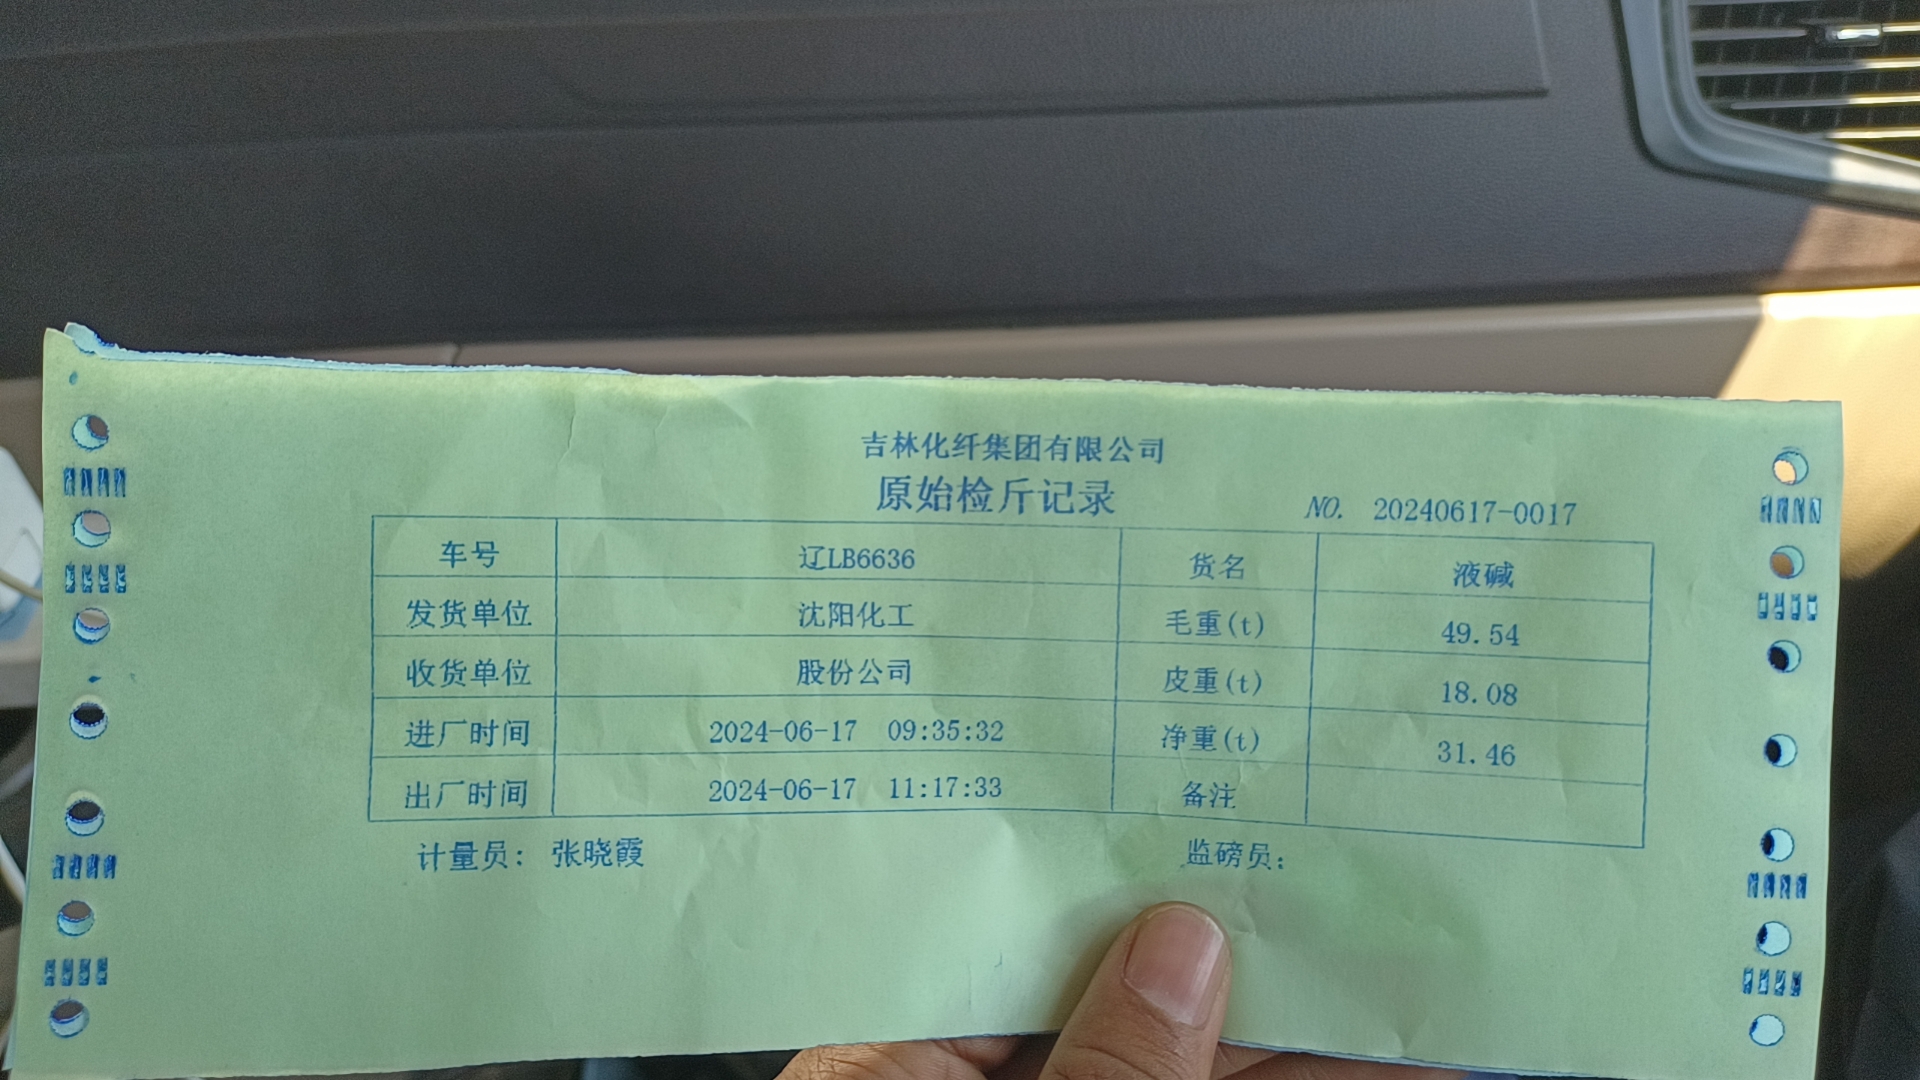 吉林化纤集团有限公司
原始检斤记录
NO. 20240617-0017
车号 辽LB6636 货名 液碱
发货单位 沈阳化工 毛重(t) 49.54
收货单位 股份公司 皮重(t) 18.08
进厂时间 2024-06-17 09:35:32 净重(t) 31.46
出厂时间 2024-06-17 11:17:33 备注
计量员: 张晓霞 监磅员: